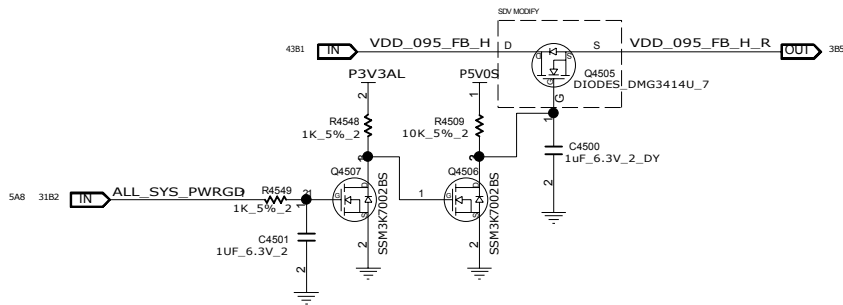 SDV MODIFY
43B1 IN VDD_095_FB_H D S VDD_095_FB_H_R OUT 3B5
G S
Q4505
DIODES_DMG3414U_7
G
P3V3AL P5V0S
2 1
R4548
1K_5%_2
R4509
10K_5%_2
1
C4500
1uF_6.3V_2_DY
2
Q4507 Q4506
D D
5A8 31B2 IN ALL_SYS_PWRGD R4549
1K_5%_2
G G
1
S S
SSM3K7002BS SSM3K7002BS
C4501
1UF_6.3V_2
2 2
2